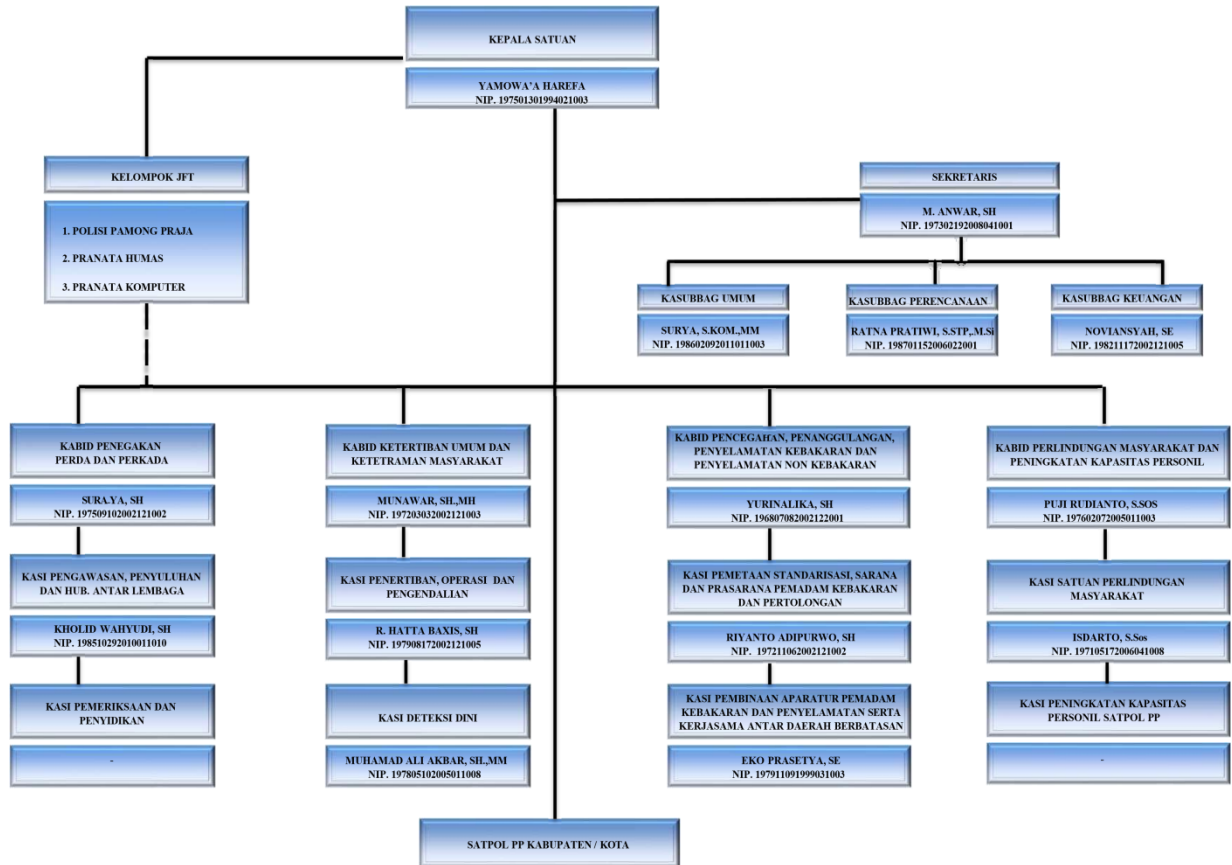 KEPALA SATUAN
YAMOWA'A HAREFA
NIP. 197501301994021003
KELOMPOK JFT
1. POLISI PAMONG PRAJA
2. PRANATA HUMAS
3. PRANATA KOMPUTER
SEKRETARIS
M. ANWAR, SH
NIP. 197302192008041001
KASUBBAG UMUM
SURYA, S.KOM.,MM
NIP. 198602092011011003
KASUBBAG PERENCANAAN
RATNA PRATIWI, S.STP,.M.Si
NIP. 198701152006022001
KASUBBAG KEUANGAN
NOVIANSYAH, SE
NIP. 198211172002121005
KABID PENEGAKAN
PERDA DAN PERKADA
SURA.YA, SH
NIP. 197509102002121002
KASI PENGAWASAN, PENYULUHAN
DAN HUB. ANTAR LEMBAGA
KHOLID WAHYUDI, SH
NIP. 198510292010011010
KASI PEMERIKSAAN DAN
PENYIDIKAN
-
KABID KETERTIBAN UMUM DAN
KETETRAMAN MASYARAKAT
MUNAWAR, SH.,MH
NIP. 197203032002121003
KASI PENERTIBAN, OPERASI DAN
PENGENDALIAN
R. HATTA BAXIS, SH
NIP. 197908172002121005
KASI DETEKSI DINI
MUHAMAD ALI AKBAR, SH.,MM
NIP. 197805102005011008
KABID PENCEGAHAN, PENANGGULANGAN,
PENYELAMATAN KEBAKARAN DAN
PENYELAMATAN NON KEBAKARAN
YURINALIKA, SH
NIP. 196807082002122001
KASI PEMETAAN STANDARISASI, SARANA
DAN PRASARANA PEMADAM KEBAKARAN
DAN PERTOLONGAN
RIYANTO ADIPURWO, SH
NIP. 197211062002121002
KASI PEMBINAAN APARATUR PEMADAM
KEBAKARAN DAN PENYELAMATAN SERTA
KERJASAMA ANTAR DAERAH BERBATASAN
EKO PRASETYA, SE
NIP. 197911091999031003
KABID PERLINDUNGAN MASYARAKAT DAN
PENINGKATAN KAPASITAS PERSONIL
PUJI RUDIANTO, S.SOS
NIP. 197602072005011003
KASI SATUAN PERLINDUNGAN
MASYARAKAT
ISDARTO, S.Sos
NIP. 197105172006041008
KASI PENINGKATAN KAPASITAS
PERSONIL SATPOL PP
-
SATPOL PP KABUPATEN / KOTA